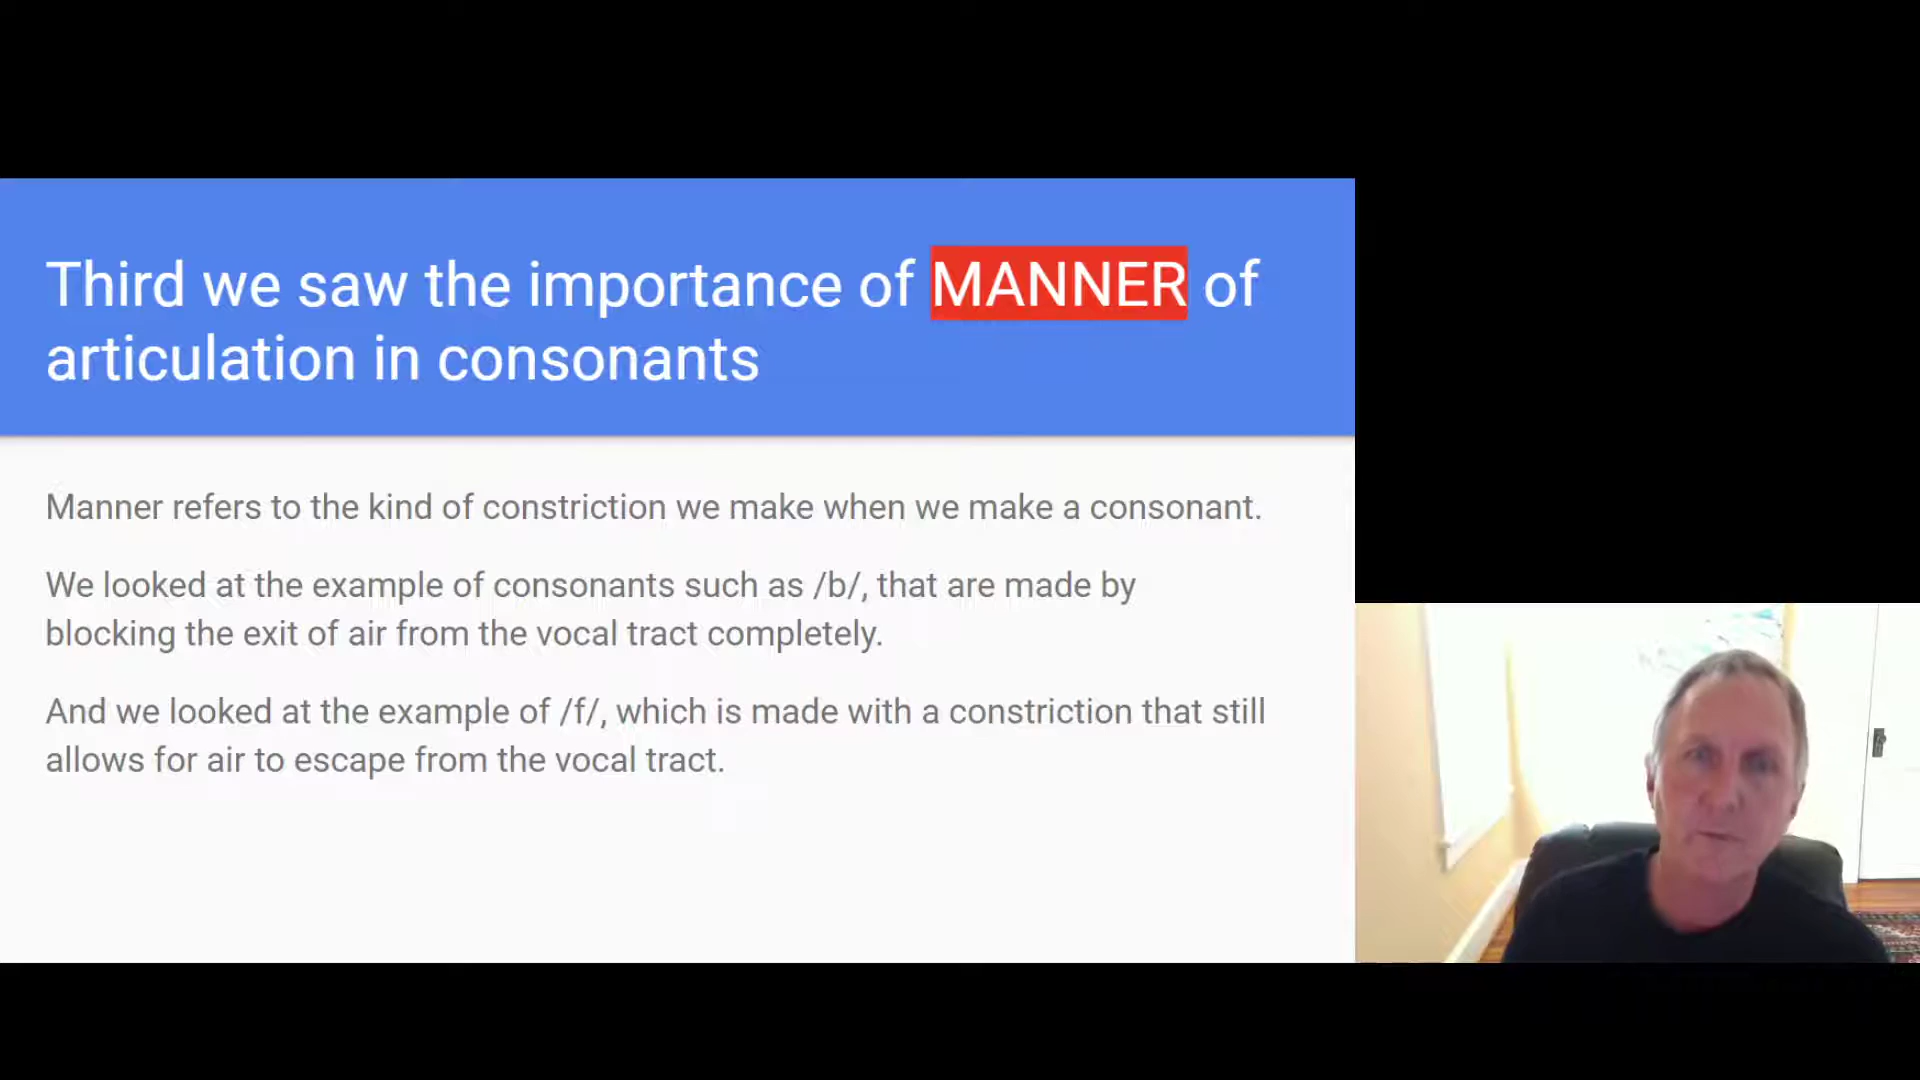 Third we saw the importance of MANNER of
articulation in consonants
Manner refers to the kind of constriction we make when we make a consonant.
We looked at the example of consonants such as /b/, that are made by
blocking the exit of air from the vocal tract completely.
And we looked at the example of /f/, which is made with a constriction that still
allows for air to escape from the vocal tract.